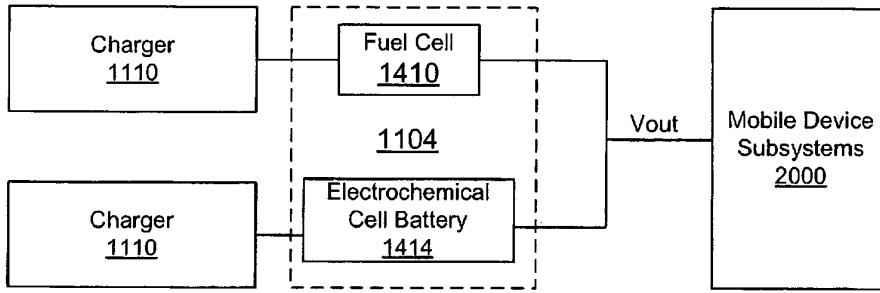 Charger
1110
Fuel Cell
1410
1104
Vout
Mobile Device
Subsystems
2000
Charger
1110
Electrochemical
Cell Battery
1414